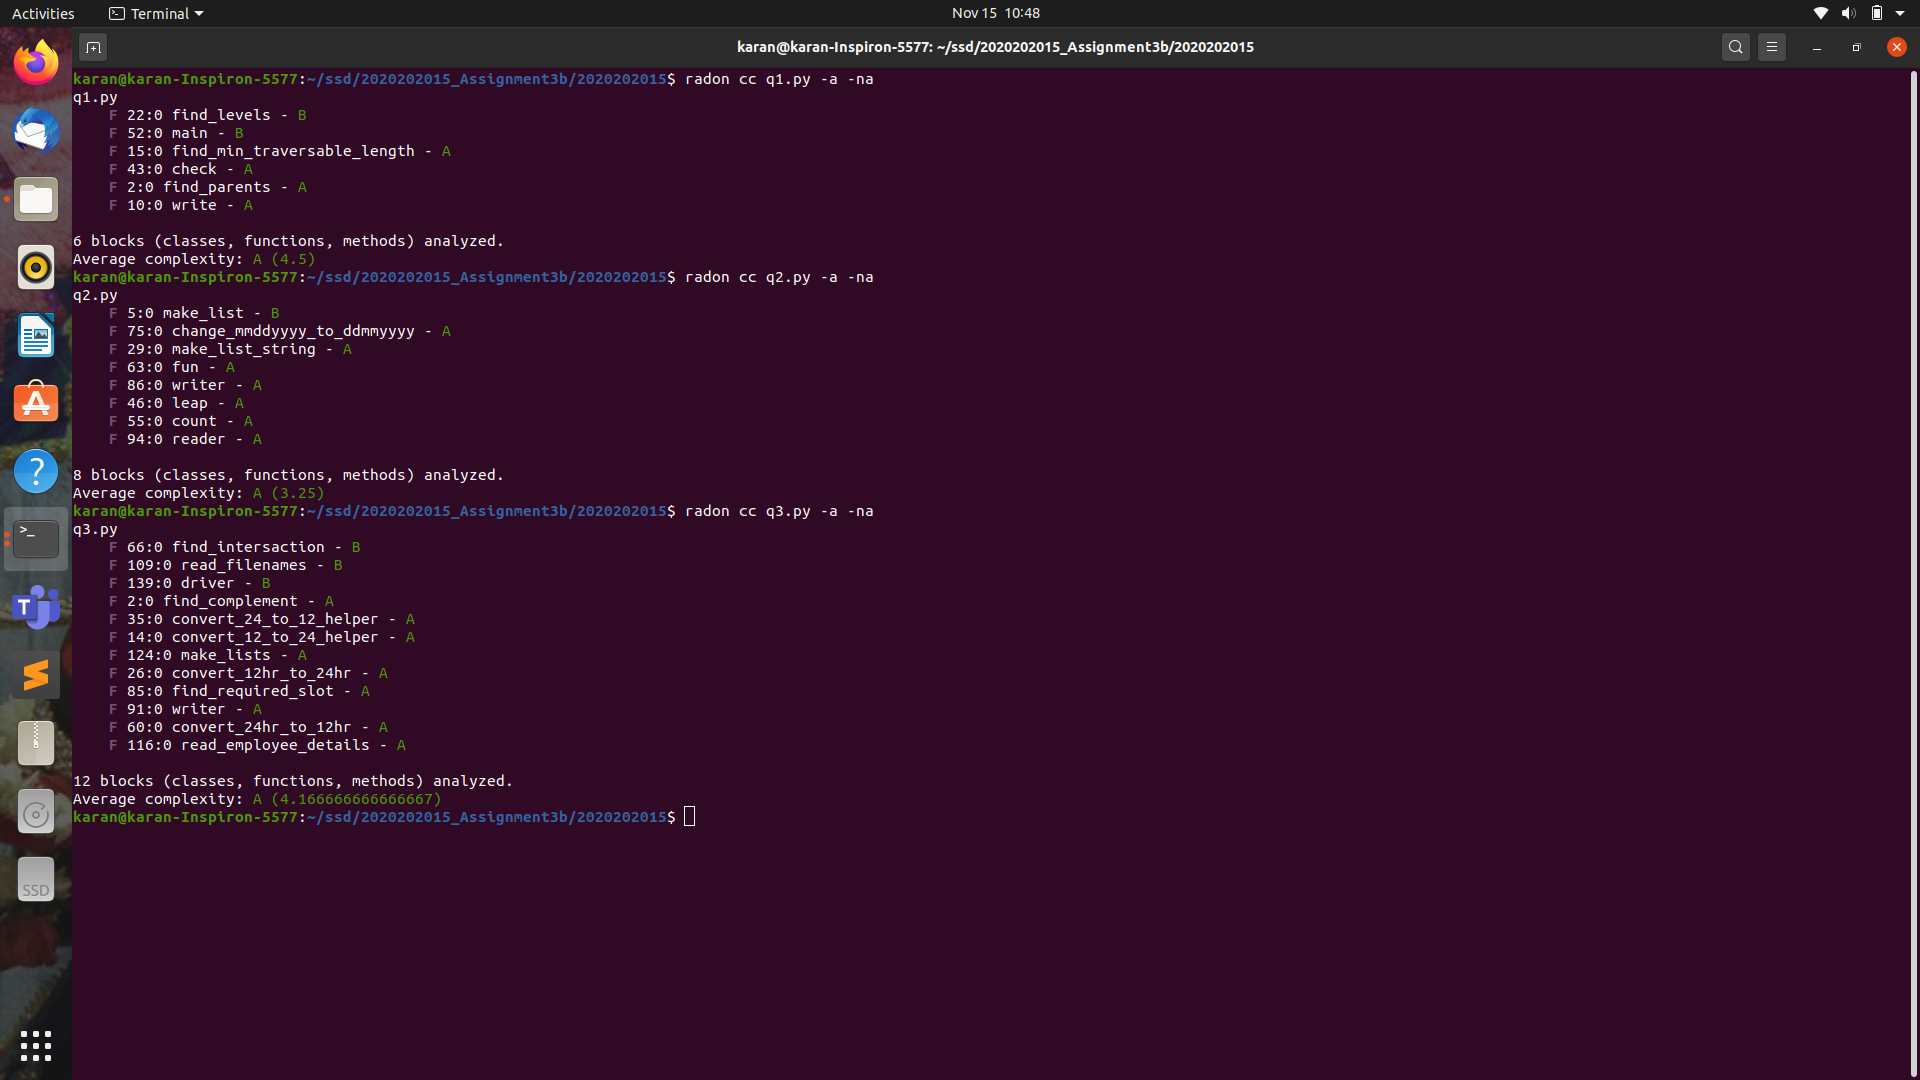 Activities
Terminal
Nov 15 10:48
karan@karan-Inspiron-5577: ~/ssd/2020202015_Assignment3b/2020202015
karan@karan-Inspiron-5577:~/ssd/2020202015_Assignment3b/2020202015$ radon cc q1.py -a -na
q1.py
    F 22:0 find_levels - B
    F 52:0 main - B
    F 15:0 find_min_traversable_length - A
    F 43:0 check - A
    F 2:0 find_parents - A
    F 10:0 write - A
6 blocks (classes, functions, methods) analyzed.
Average complexity: A (4.5)
karan@karan-Inspiron-5577:~/ssd/2020202015_Assignment3b/2020202015$ radon cc q2.py -a -na
q2.py
    F 5:0 make_list - B
    F 75:0 change_mmddyyyy_to_ddmmyyyy - A
    F 29:0 make_list_string - A
    F 63:0 fun - A
    F 86:0 writer - A
    F 46:0 leap - A
    F 55:0 count - A
    F 94:0 reader - A
8 blocks (classes, functions, methods) analyzed.
Average complexity: A (3.25)
karan@karan-Inspiron-5577:~/ssd/2020202015_Assignment3b/2020202015$ radon cc q3.py -a -na
q3.py
    F 66:0 find_intersaction - B
    F 109:0 read_filenames - B
    F 139:0 driver - B
    F 2:0 find_complement - A
    F 35:0 convert_24_to_12_helper - A
    F 14:0 convert_12_to_24_helper - A
    F 124:0 make_lists - A
    F 26:0 convert_12hr_to_24hr - A
    F 85:0 find_required_slot - A
    F 91:0 writer - A
    F 60:0 convert_24hr_to_12hr - A
    F 116:0 read_employee_details - A
12 blocks (classes, functions, methods) analyzed.
Average complexity: A (4.166666666666667)
karan@karan-Inspiron-5577:~/ssd/2020202015_Assignment3b/2020202015$
SSD